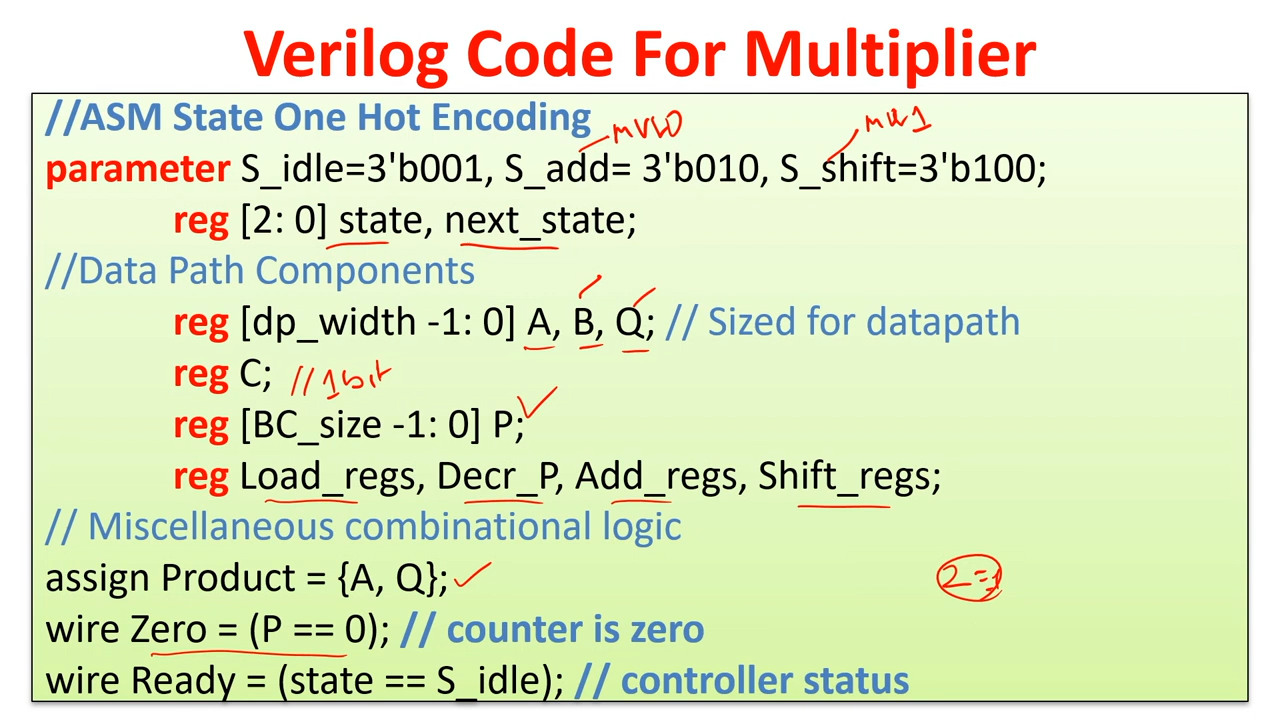 Verilog Code For Multiplier
//ASM State One Hot Encoding
parameter S_idle=3'b001, S_add= 3'b010, S_shift=3'b100;
reg [2: 0] state, next_state;
//Data Path Components
reg [dp_width -1: 0] A, B, Q; // Sized for datapath
reg C; // 1 bit
reg [BC_size -1: 0] P;
reg Load_regs, Decr_P, Add_regs, Shift_regs;
// Miscellaneous combinational logic
assign Product = {A, Q};
wire Zero = (P == 0); // counter is zero
wire Ready = (state == S_idle); // controller status